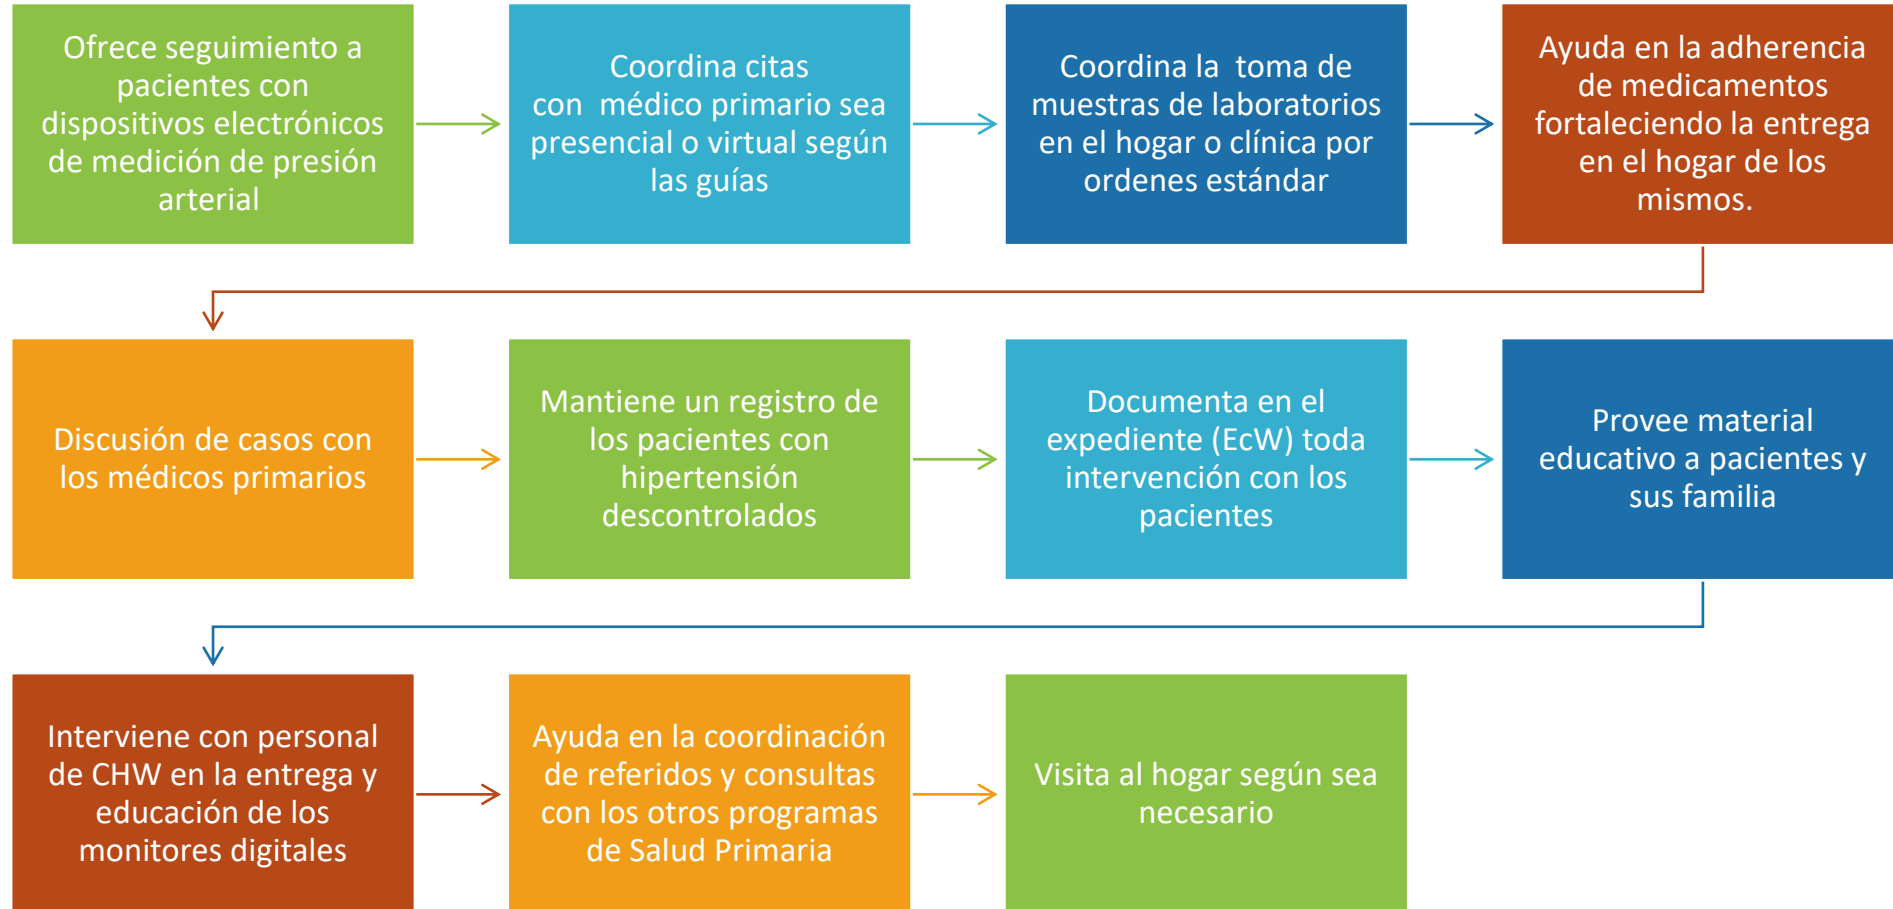 Ofrece seguimiento a
pacientes con
dispositivos electrónicos
de medición de presión
arterial
Coordina citas
con  médico primario sea
presencial o virtual según
las guías
Coordina la  toma de
muestras de laboratorios
en el hogar o clínica por
ordenes estándar
Ayuda en la adherencia
de medicamentos
fortaleciendo la entrega
en el hogar de los
mismos.
Discusión de casos con
los médicos primarios
Mantiene un registro de
los pacientes con
hipertensión
descontrolados
Documenta en el
expediente (EcW) toda
intervención con los
pacientes
Provee material
educativo a pacientes y
sus familia
Interviene con personal
de CHW en la entrega y
educación de los
monitores digitales
Ayuda en la coordinación
de referidos y consultas
con los otros programas
de Salud Primaria
Visita al hogar según sea
necesario